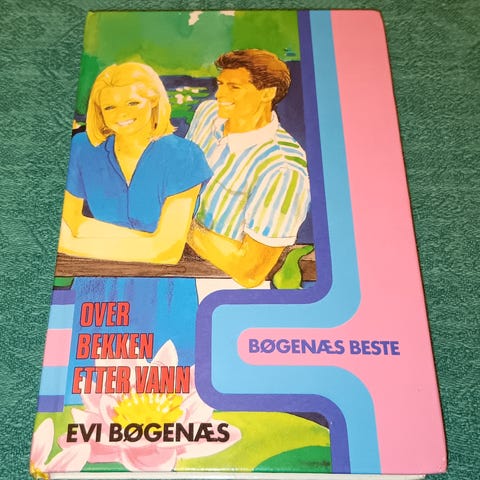 OVER
BEKKEN
ETTER VANN
BØGENÆS BESTE
EVI BØGENÆS